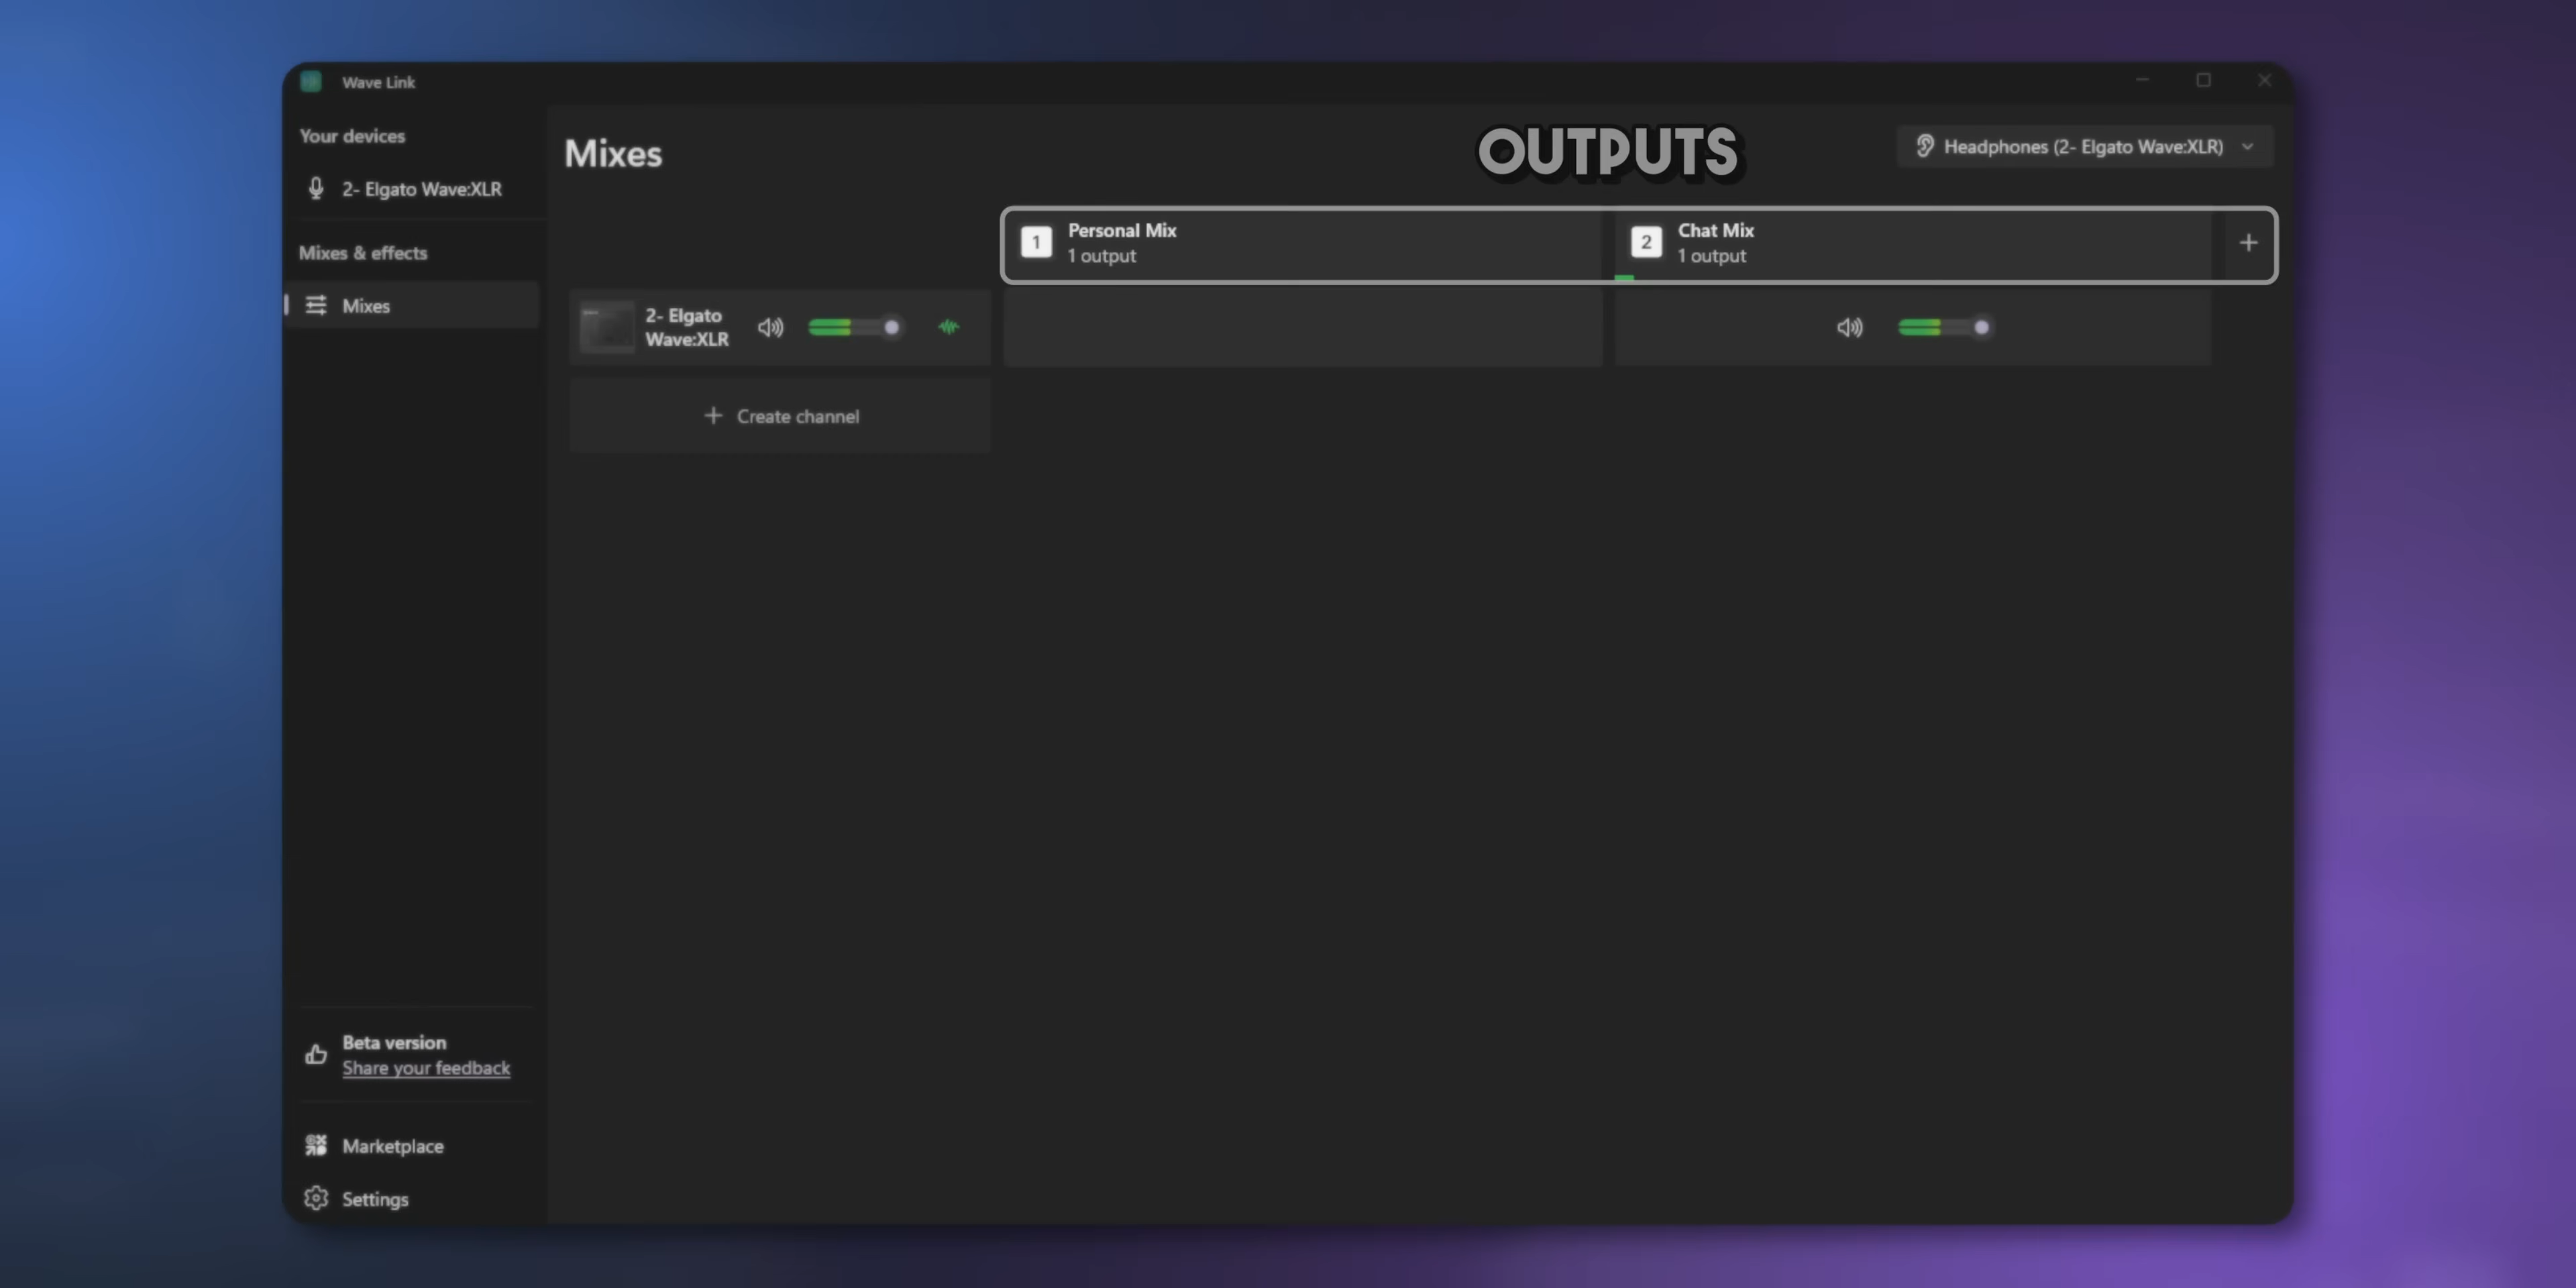 Wave Link
Your devices
2- Elgato Wave:XLR
Mixes & effects
Mixes
Beta version
Share your feedback
Marketplace
Settings
Mixes
OUTPUTS
Headphones (2- Elgato Wave:XLR)
1
Personal Mix
1 output
2
Chat Mix
1 output
2- Elgato
Wave:XLR
Create channel